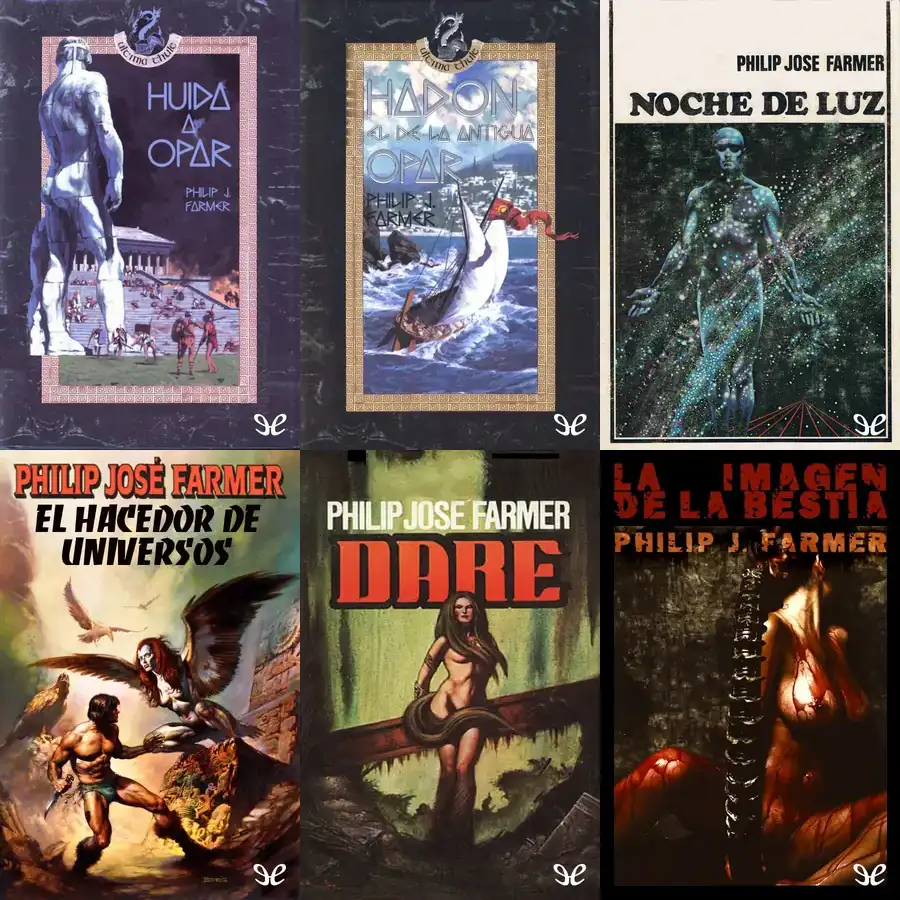 ULTIMA THULE
HUIDA
A
OPAR
PHILIP J.
FARMER
ULTIMA THULE
HADON
EL DE LA ANTIGUA
OPAR
PHILIP J.
FARMER
PHILIP JOSE FARMER
NOCHE DE LUZ
PHILIP JOSÉ FARMER
EL HACEDOR DE
UNIVERSOS
PHILIP JOSE FARMER
DARE
LA IMAGEN
DE LA BESTIA
PHILIP J. FARMER